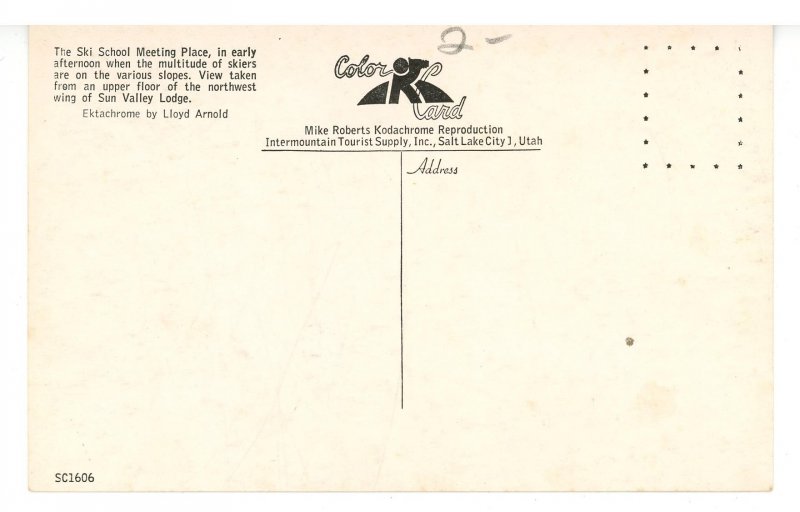 The Ski School Meeting Place, in early
afternoon when the multitude of skiers
are on the various slopes. View taken
from an upper floor of the northwest
wing of Sun Valley Lodge.
Ektachrome by Lloyd Arnold
2-
Color
Card
Mike Roberts Kodachrome Reproduction
Intermountain Tourist Supply, Inc., Salt Lake City 1, Utah
Address
SC1606